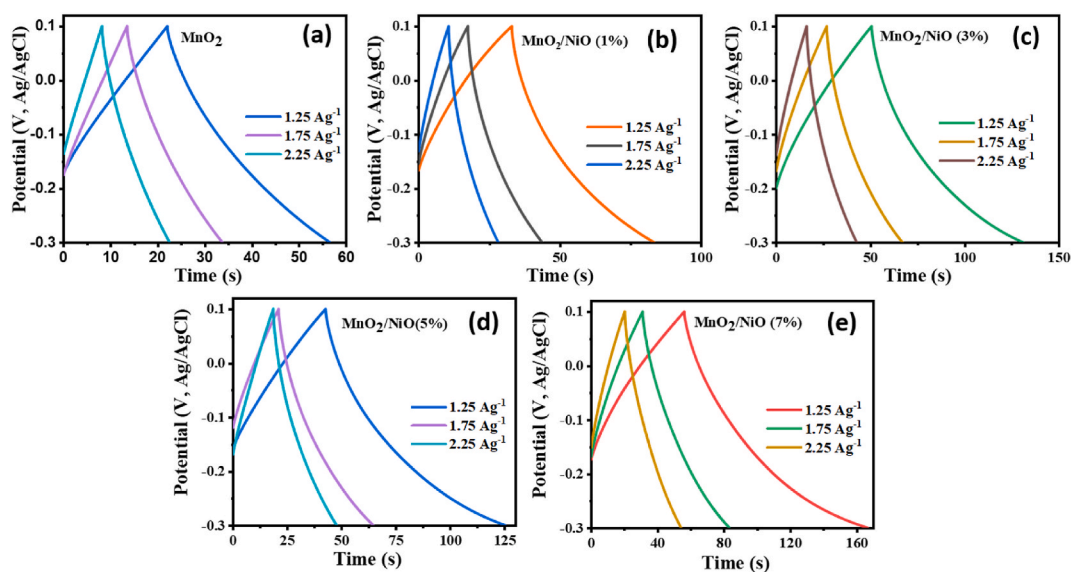 (a)
MnO2
Potential (V, Ag/AgCl)
0.1
0.0
-0.1
-0.2
-0.3
1.25 Ag-1
1.75 Ag-1
2.25 Ag-1
0 10 20 30 40 50 60
Time (s)
(b)
MnO2/NiO (1%)
Potential (V, Ag/AgCl)
0.1
0.0
-0.1
-0.2
-0.3
1.25 Ag-1
1.75 Ag-1
2.25 Ag-1
0 50 100
Time (s)
(c)
MnO2/NiO (3%)
Potential (V, Ag/AgCl)
0.1
0.0
-0.1
-0.2
-0.3
1.25 Ag-1
1.75 Ag-1
2.25 Ag-1
0 50 100 150
Time (s)
(d)
MnO2/NiO(5%)
Potential (V, Ag/AgCl)
0.1
0.0
-0.1
-0.2
-0.3
1.25 Ag-1
1.75 Ag-1
2.25 Ag-1
0 25 50 75 100 125
Time (s)
(e)
MnO2/NiO (7%)
Potential (V, Ag/AgCl)
0.1
0.0
-0.1
-0.2
-0.3
1.25 Ag-1
1.75 Ag-1
2.25 Ag-1
0 40 80 120 160
Time (s)